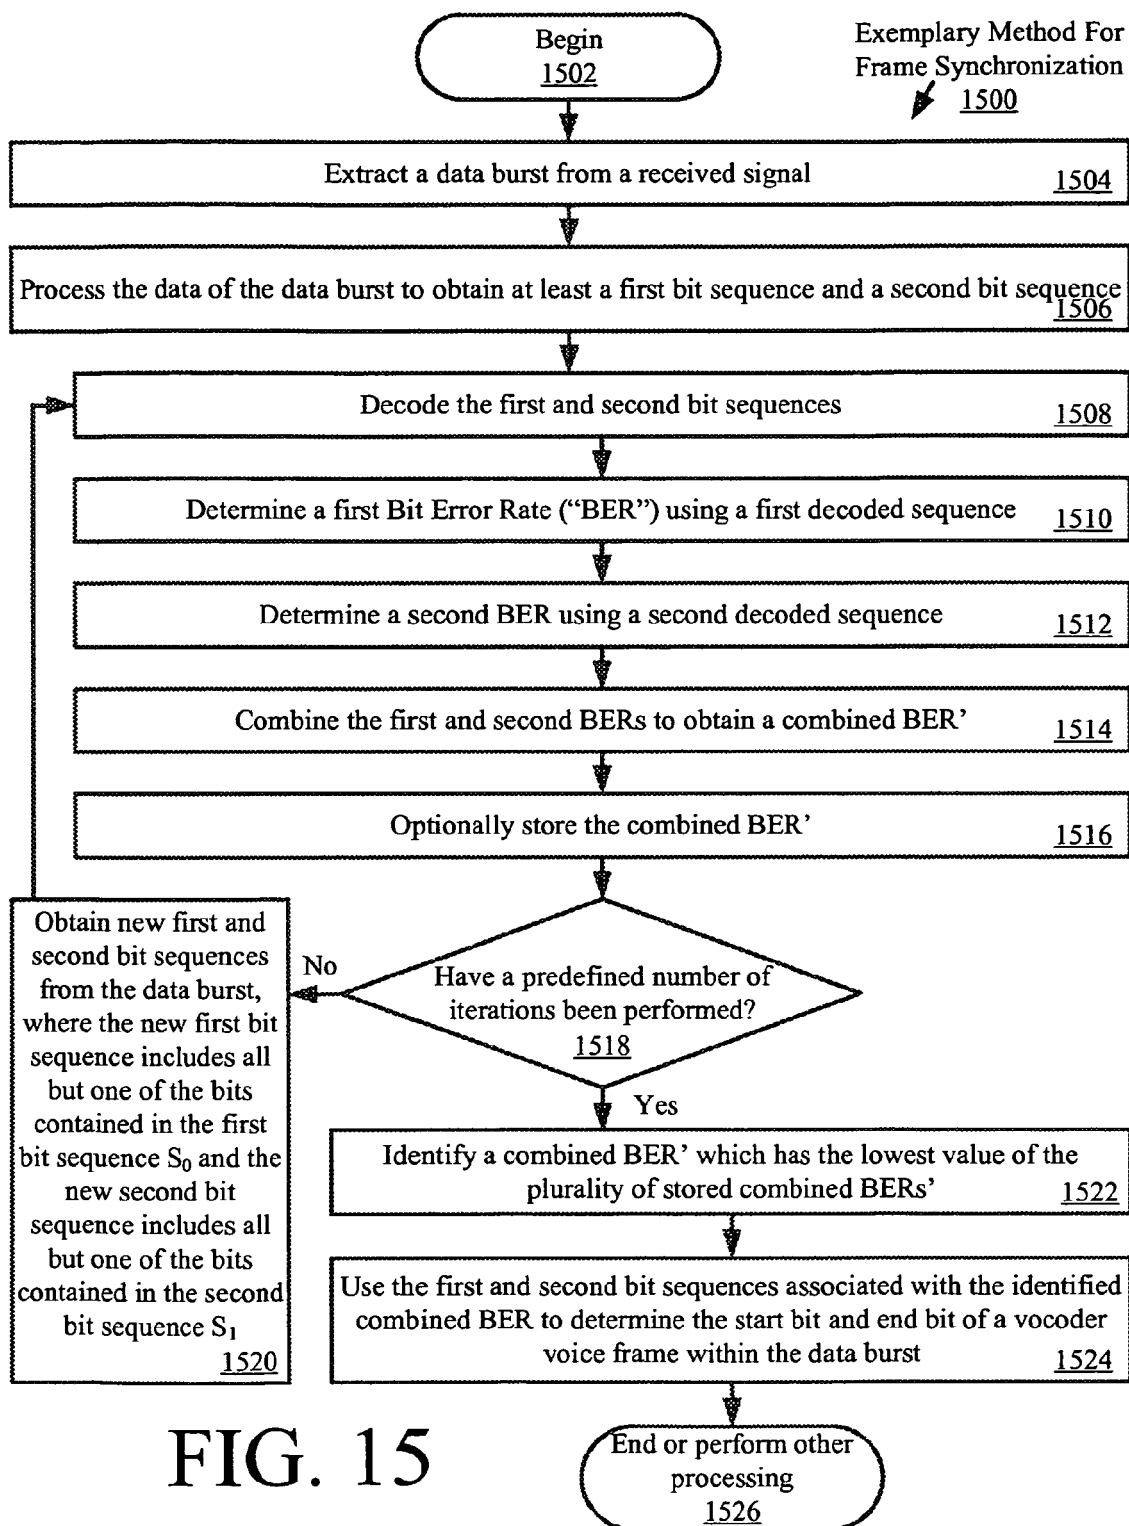 Begin
1502
Exemplary Method For
Frame Synchronization
1500
Extract a data burst from a received signal
1504
Process the data of the data burst to obtain at least a first bit sequence and a second bit sequence
1506
Decode the first and second bit sequences
1508
Determine a first Bit Error Rate (“BER”) using a first decoded sequence
1510
Determine a second BER using a second decoded sequence
1512
Combine the first and second BERs to obtain a combined BER’
1514
Optionally store the combined BER’
1516
Have a predefined number of
iterations been performed?
1518
No
Yes
Obtain new first and
second bit sequences
from the data burst,
where the new first bit
sequence includes all
but one of the bits
contained in the first
bit sequence S₀ and the
new second bit
sequence includes all
but one of the bits
contained in the second
bit sequence S₁
1520
Identify a combined BER’ which has the lowest value of the
plurality of stored combined BERs’
1522
Use the first and second bit sequences associated with the identified
combined BER to determine the start bit and end bit of a vocoder
voice frame within the data burst
1524
End or perform other
processing
1526
FIG. 15